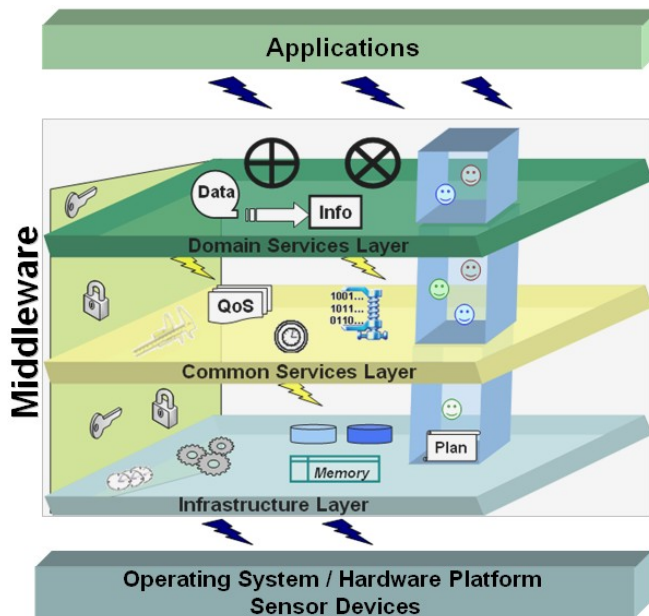 Applications
Middleware
Data
Info
Domain Services Layer
QoS
1001...
1011...
0110...
Common Services Layer
Plan
Memory
Infrastructure Layer
Operating System / Hardware Platform
Sensor Devices